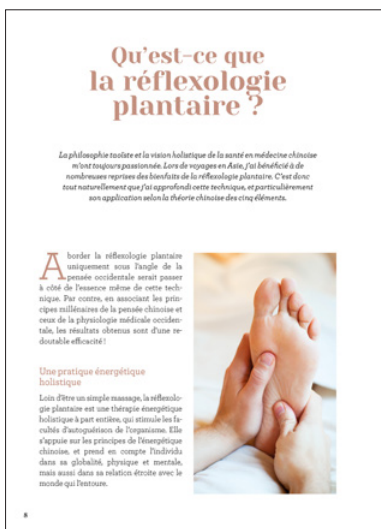 Qu'est-ce que
la réflexologie
plantaire ?
La philosophie taoïste et la vision holistique de la santé en médecine chinoise
m'ont toujours passionnée. Lors de voyages en Asie, j'ai bénéficié à de
nombreuses reprises des bienfaits de la réflexologie plantaire. C'est donc
tout naturellement que j'ai approfondi cette technique, et particulièrement
son application selon la théorie chinoise des cinq éléments.
Aborder la réflexologie plantaire
uniquement sous l'angle de la
pensée occidentale serait passer
à côté de l'essence même de cette tech-
nique. Par contre, en associant les prin-
cipes millénaires de la pensée chinoise et
ceux de la physiologie médicale occiden-
tale, les résultats obtenus sont d'une re-
doutable efficacité !
Une pratique énergétique
holistique
Loin d'être un simple massage, la réflexolo-
gie plantaire est une thérapie énergétique
holistique à part entière, qui stimule les fa-
cultés d'autoguérison de l'organisme. Elle
s'appuie sur les principes de l'énergétique
chinoise, et prend en compte l'individu
dans sa globalité, physique et mentale,
mais aussi dans sa relation étroite avec le
monde qui l'entoure.
8